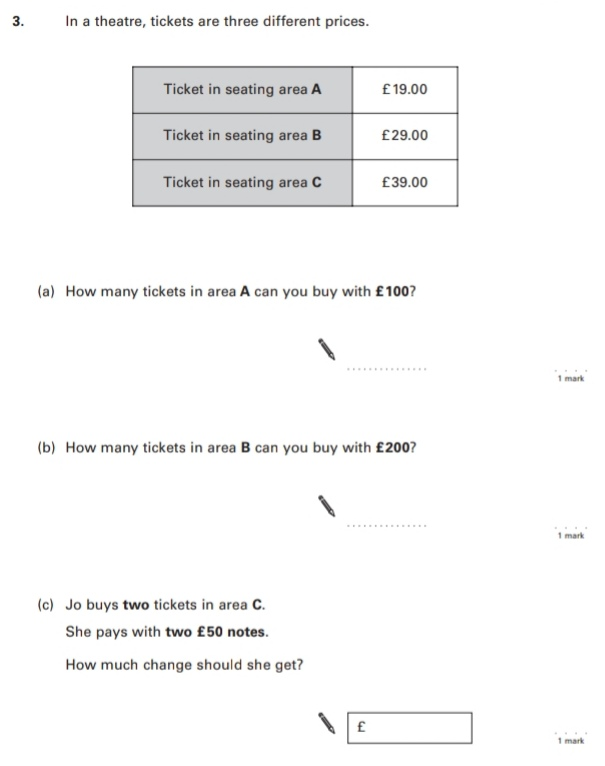 3. In a theatre, tickets are three different prices.
Ticket in seating area A £19.00
Ticket in seating area B £29.00
Ticket in seating area C £39.00
(a) How many tickets in area A can you buy with £100?
1 mark
(b) How many tickets in area B can you buy with £200?
1 mark
(c) Jo buys two tickets in area C.
She pays with two £50 notes.
How much change should she get?
£
1 mark